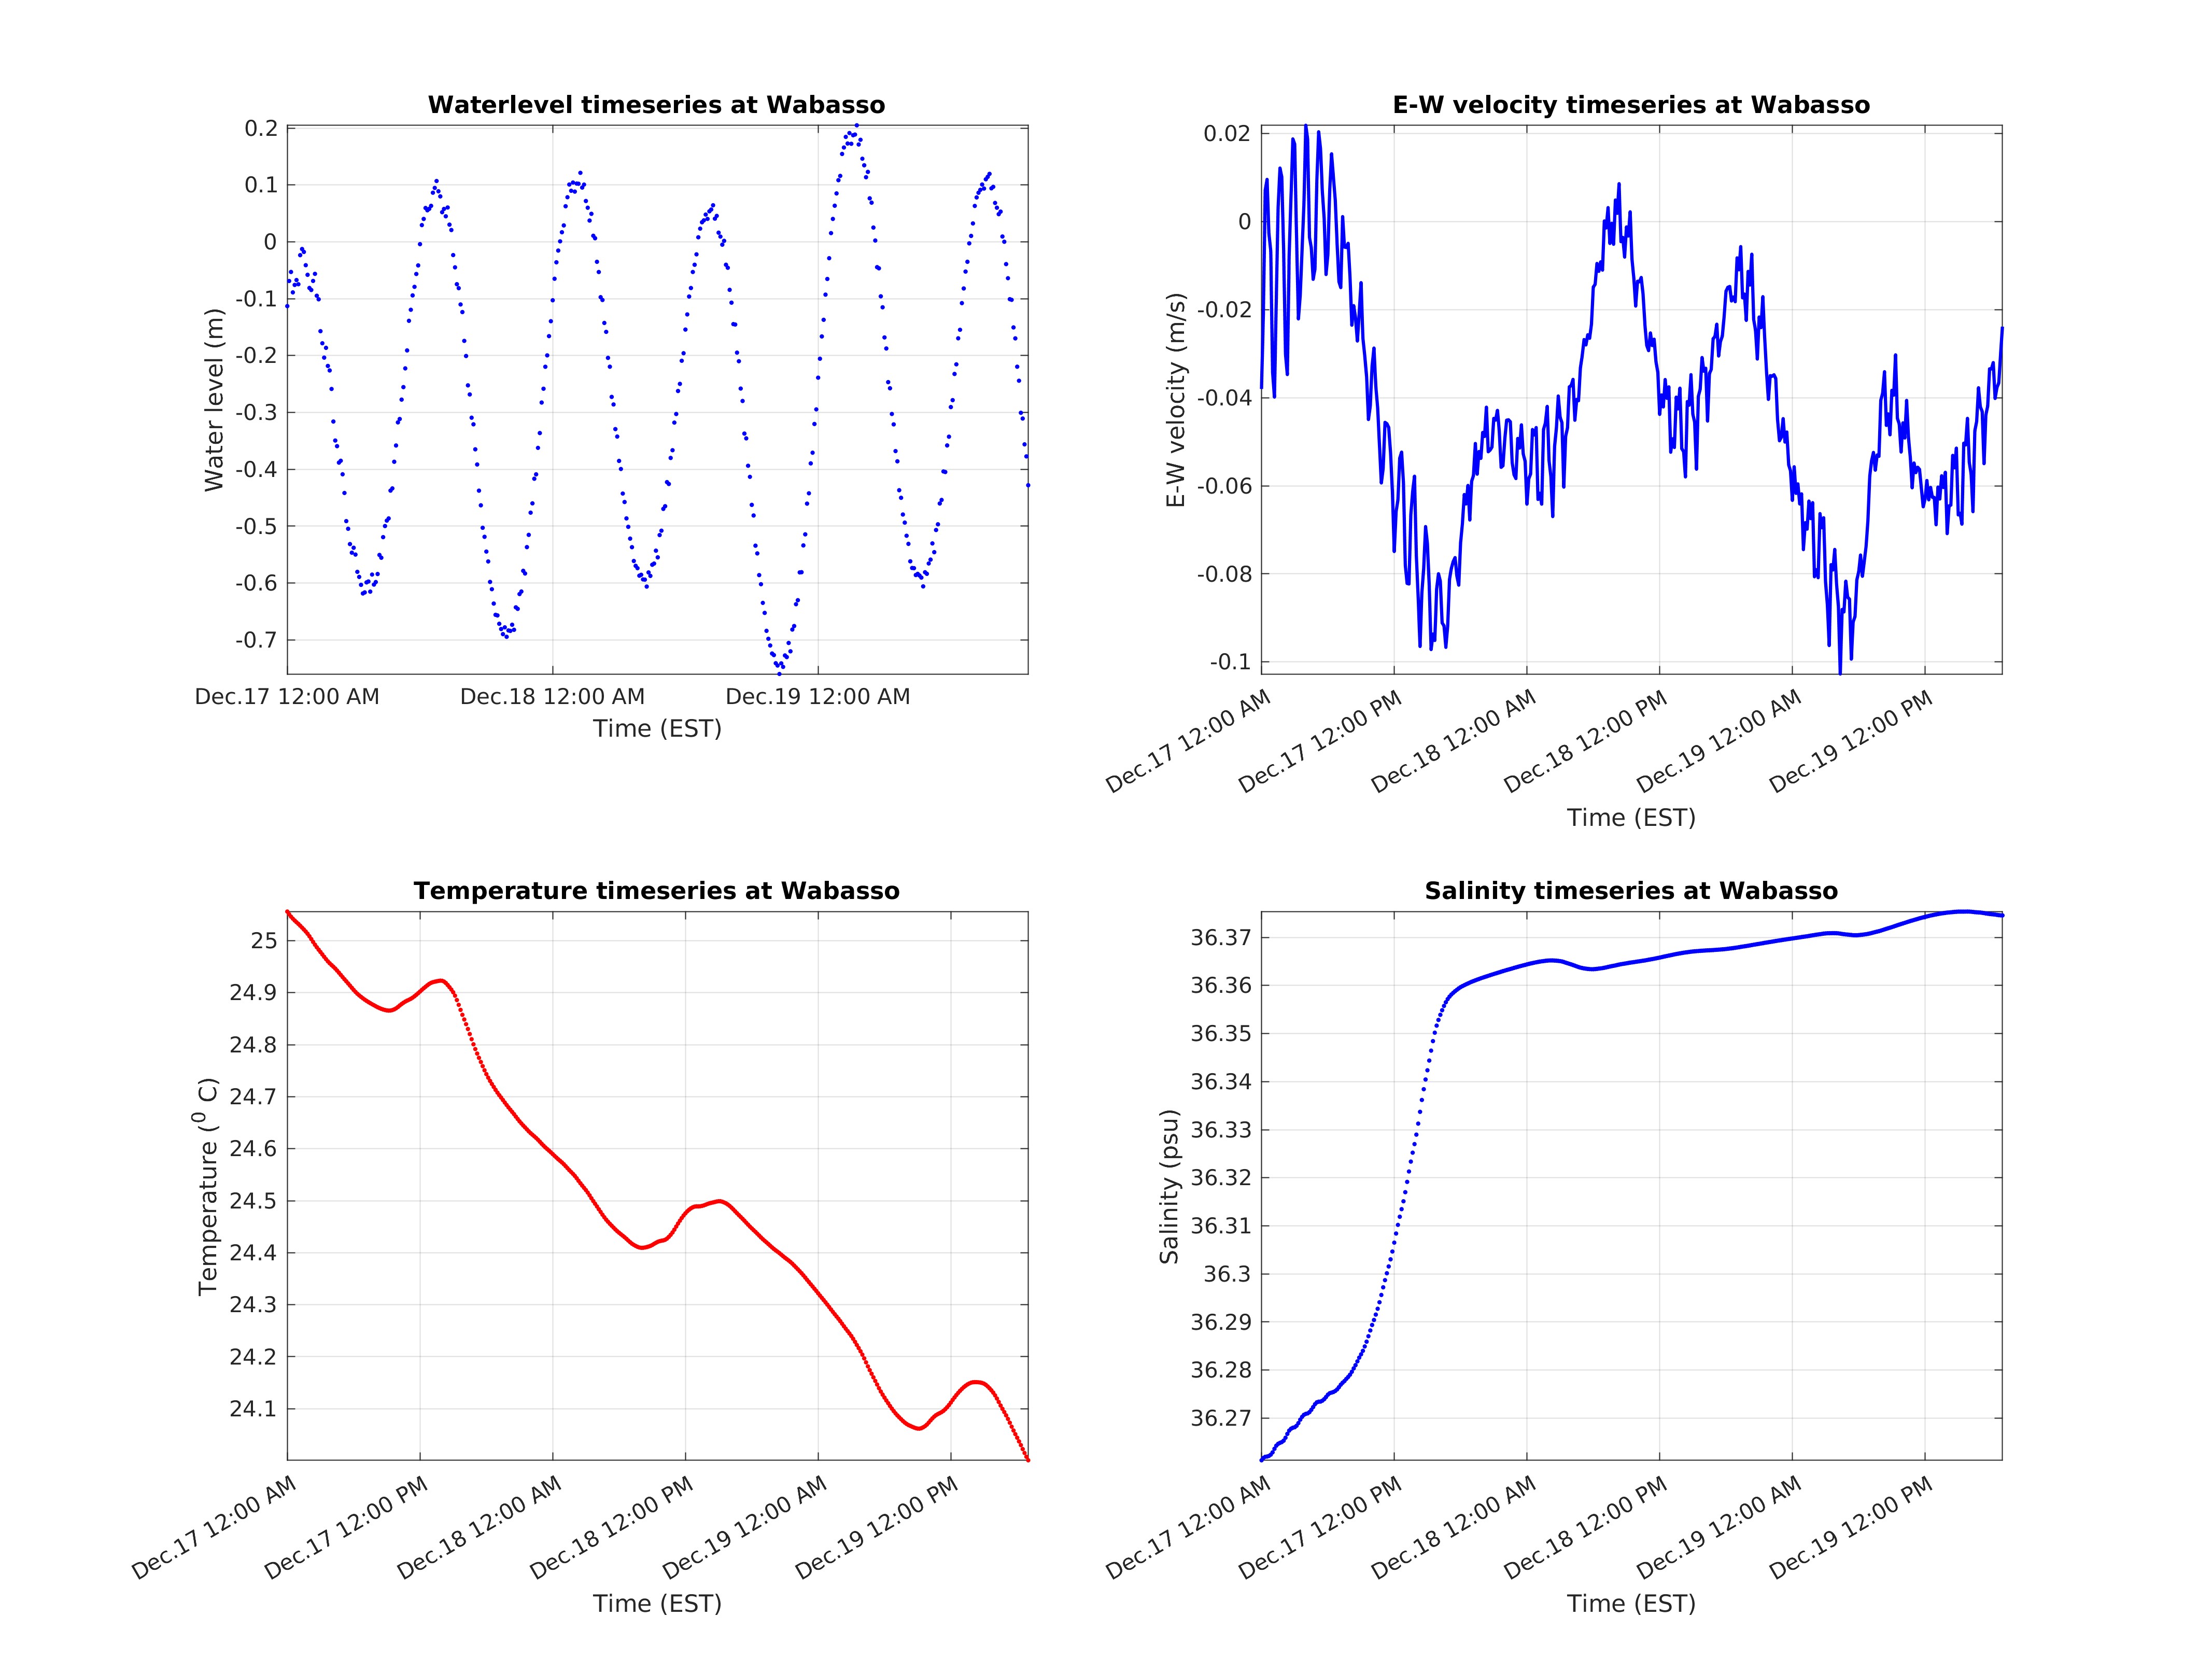 Waterlevel timeseries at Wabasso
0.2
0.1
0
-0.1
-0.2
-0.3
-0.4
-0.5
-0.6
-0.7
Water level (m)
Dec.17 12:00 AM
Dec.18 12:00 AM
Dec.19 12:00 AM
Time (EST)
E-W velocity timeseries at Wabasso
0.02
0
-0.02
-0.04
-0.06
-0.08
-0.1
E-W velocity (m/s)
Dec.17 12:00 AM
Dec.17 12:00 PM
Dec.18 12:00 AM
Dec.18 12:00 PM
Dec.19 12:00 AM
Dec.19 12:00 PM
Time (EST)
Temperature timeseries at Wabasso
25
24.9
24.8
24.7
24.6
24.5
24.4
24.3
24.2
24.1
Temperature (⁰ C)
Dec.17 12:00 AM
Dec.17 12:00 PM
Dec.18 12:00 AM
Dec.18 12:00 PM
Dec.19 12:00 AM
Dec.19 12:00 PM
Time (EST)
Salinity timeseries at Wabasso
36.37
36.36
36.35
36.34
36.33
36.32
36.31
36.3
36.29
36.28
36.27
Salinity (psu)
Dec.17 12:00 AM
Dec.17 12:00 PM
Dec.18 12:00 AM
Dec.18 12:00 PM
Dec.19 12:00 AM
Dec.19 12:00 PM
Time (EST)